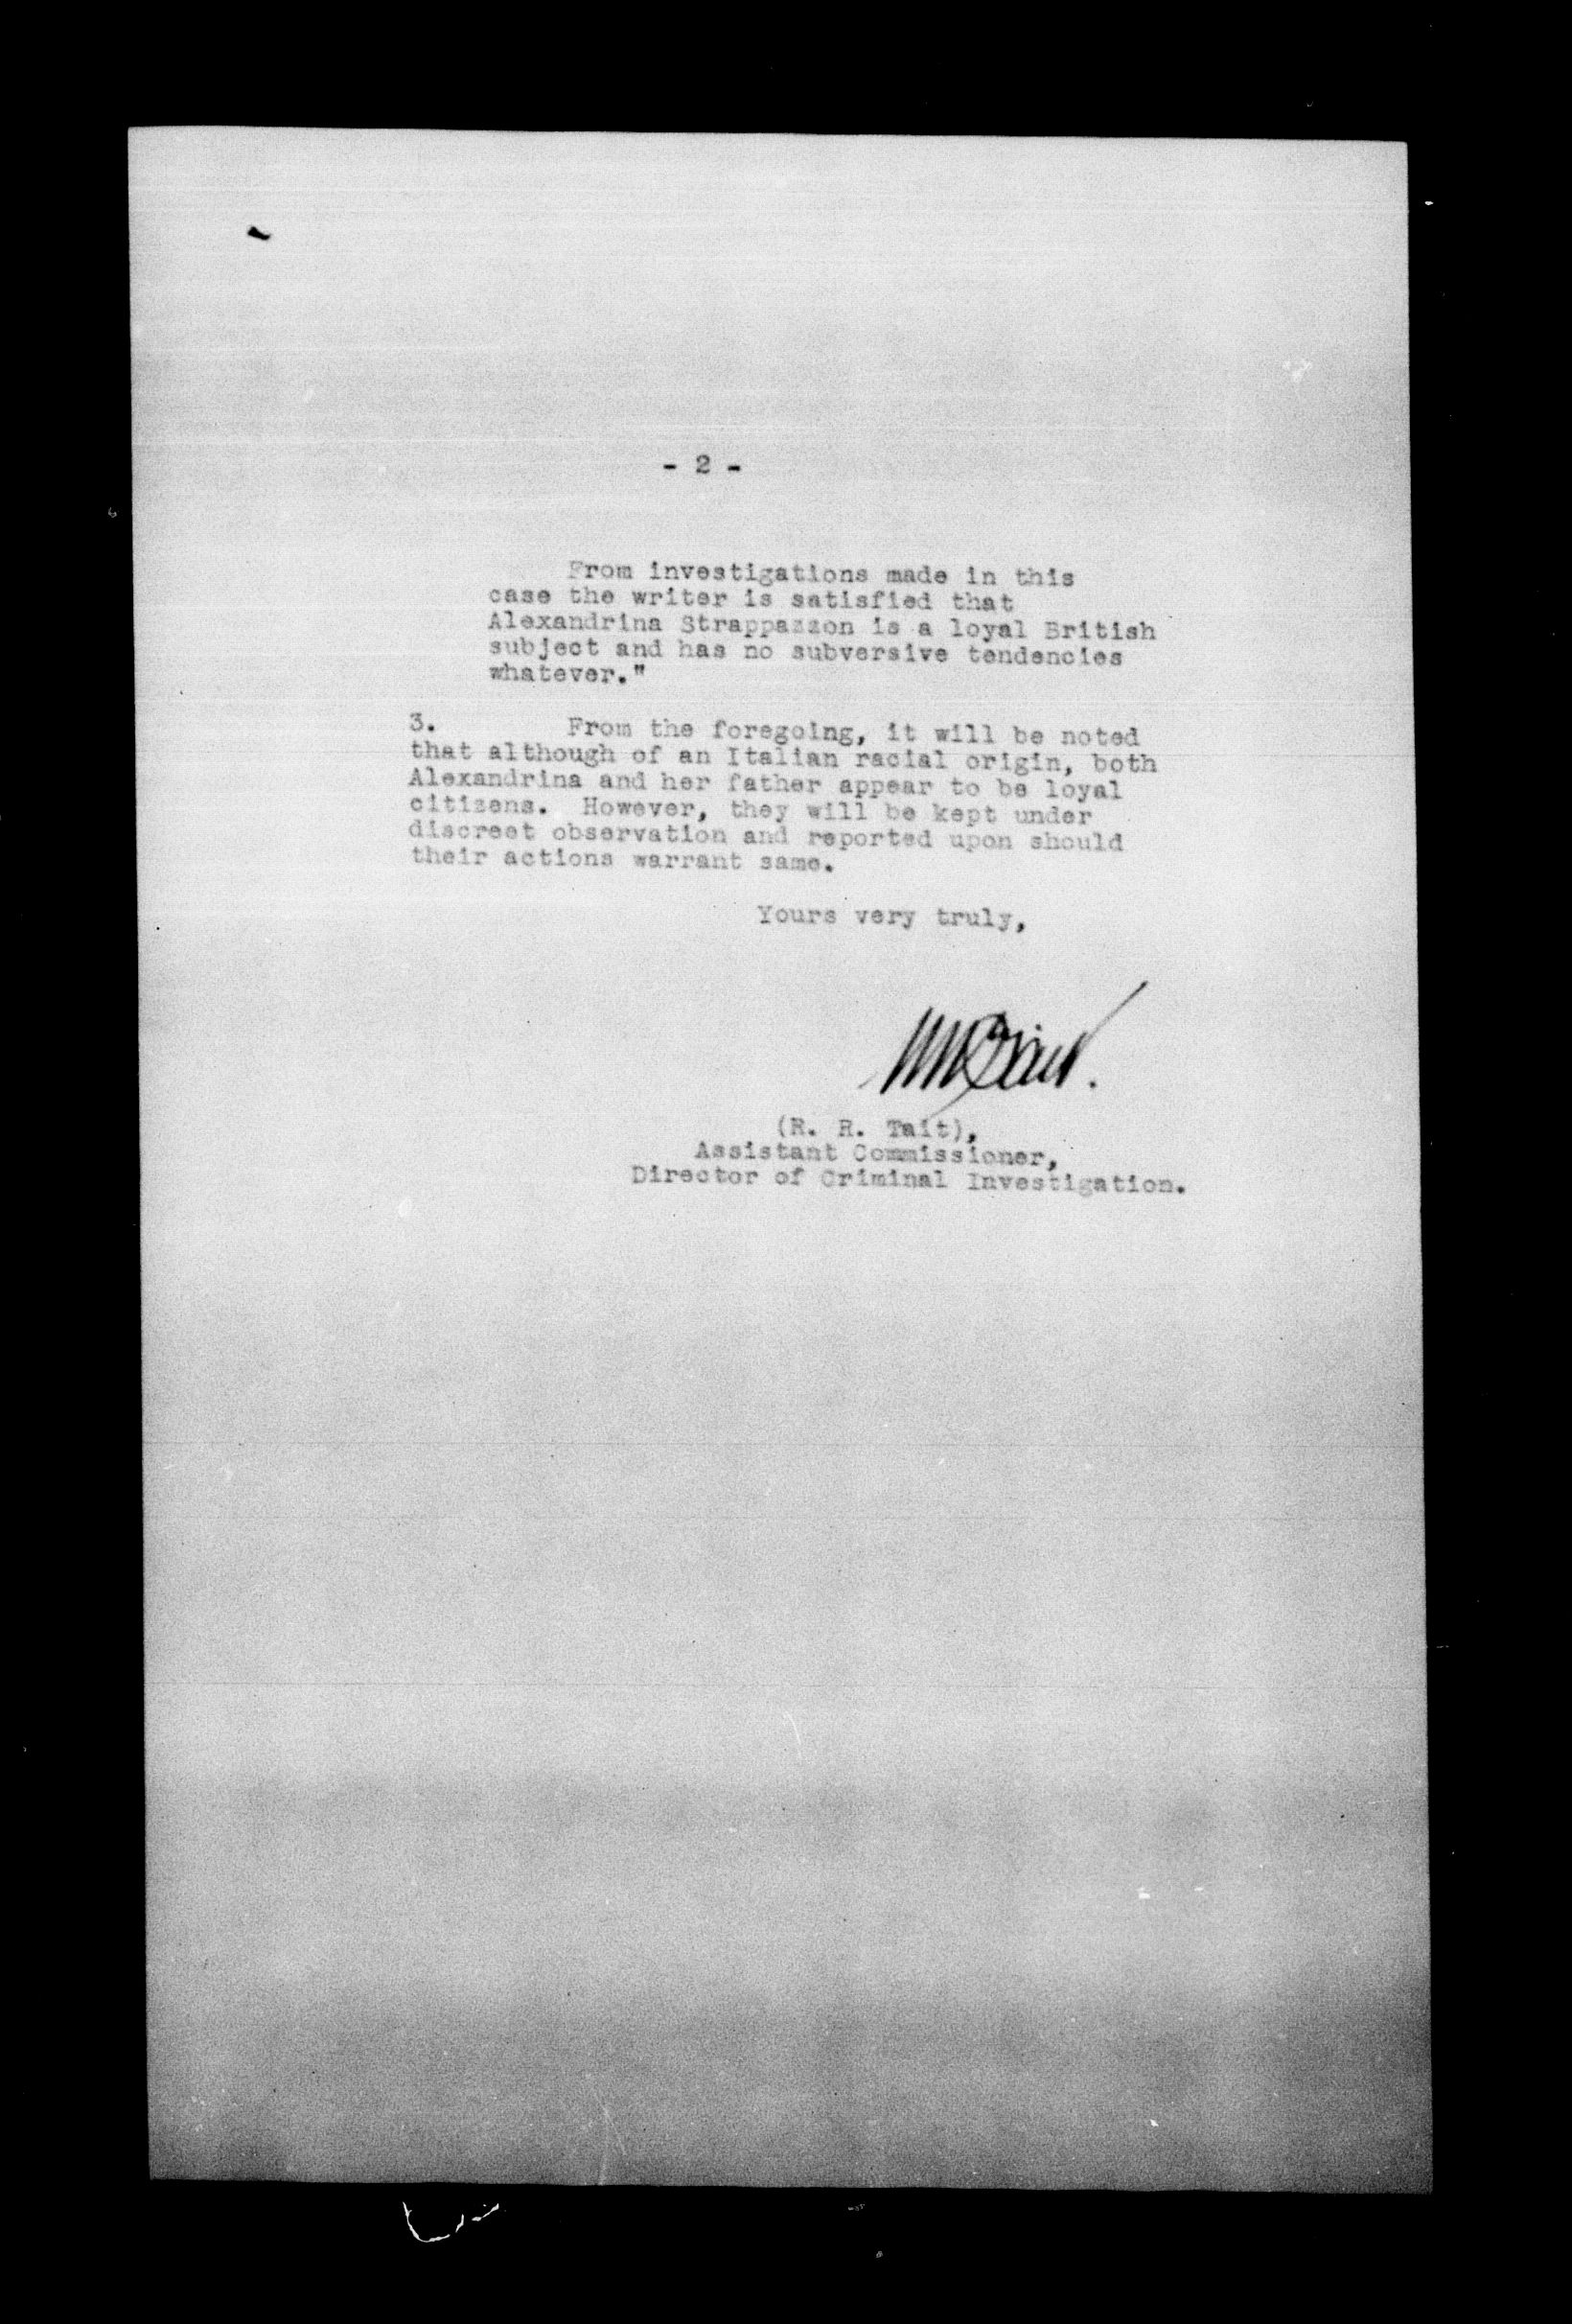 - 2 -
From investigations made in this
case the writer is satisfied that
Alexandrina Strappazzon is a loyal British
subject and has no subversive tendencies
whatever."
3. From the foregoing, it will be noted
that although of an Italian racial origin, both
Alexandrina and her father appear to be loyal
citizens. However, they will be kept under
discreet observation and reported upon should
their actions warrant same.
Yours very truly,
(R. R. Tait),
Assistant Commissioner,
Director of Criminal Investigation.